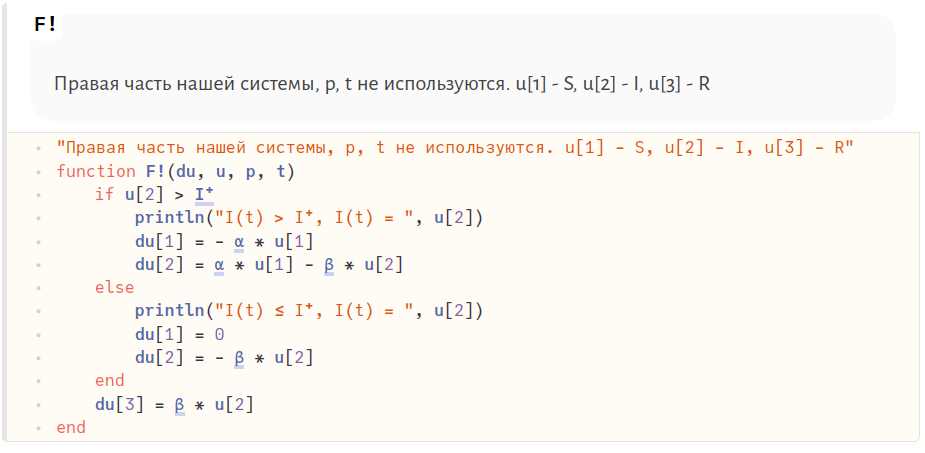 F!
Правая часть нашей системы, p, t не используются. u[1] - S, u[2] - I, u[3] - R
"Правая часть нашей системы, p, t не используются. u[1] - S, u[2] - I, u[3] - R"
function F!(du, u, p, t)
    if u[2] > I⁺
        println("I(t) > I⁺, I(t) = ", u[2])
        du[1] = - α * u[1]
        du[2] = α * u[1] - β * u[2]
    else
        println("I(t) ≤ I⁺, I(t) = ", u[2])
        du[1] = 0
        du[2] = - β * u[2]
    end
    du[3] = β * u[2]
end